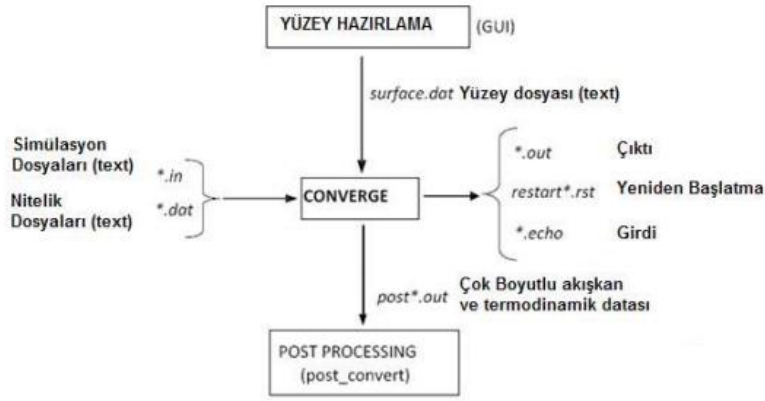 YÜZEY HAZIRLAMA
(GUI)
surface.dat Yüzey dosyası (text)
Simülasyon
Dosyaları (text)
*.in
Nitelik
Dosyaları (text)
*.dat
CONVERGE
*.out Çıktı
restart*.rst Yeniden Başlatma
*.echo Girdi
post*.out
Çok Boyutlu akışkan
ve termodinamik datası
POST PROCESSING
(post_convert)